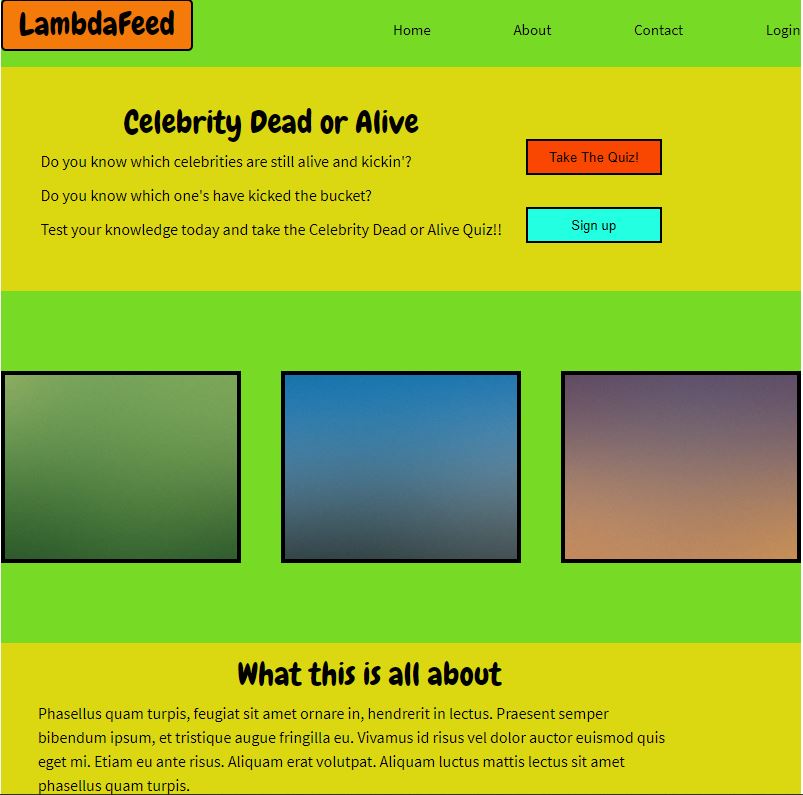 LambdaFeed
Home About Contact Login
Celebrity Dead or Alive
Do you know which celebrities are still alive and kickin'?
Take The Quiz!
Do you know which one's have kicked the bucket?
Sign up
Test your knowledge today and take the Celebrity Dead or Alive Quiz!!
What this is all about
Phasellus quam turpis, feugiat sit amet ornare in, hendrerit in lectus. Praesent semper
bibendum ipsum, et tristique augue fringilla eu. Vivamus id risus vel dolor auctor euismod quis
eget mi. Etiam eu ante risus. Aliquam erat volutpat. Aliquam luctus mattis lectus sit amet
phasellus quam turpis.